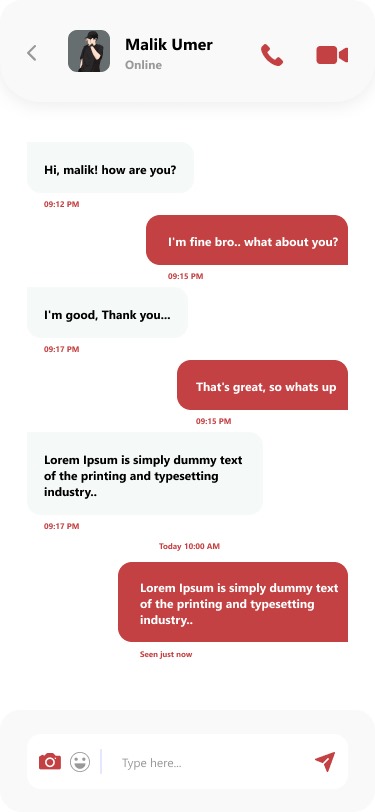 Malik Umer
Online
Hi, malik! how are you?
09:12 PM
I'm fine bro.. what about you?
09:15 PM
I'm good, Thank you...
09:17 PM
That's great, so whats up
09:15 PM
Lorem Ipsum is simply dummy text
of the printing and typesetting
industry..
09:17 PM
Today 10:00 AM
Lorem Ipsum is simply dummy text
of the printing and typesetting
industry..
Seen just now
Type here...